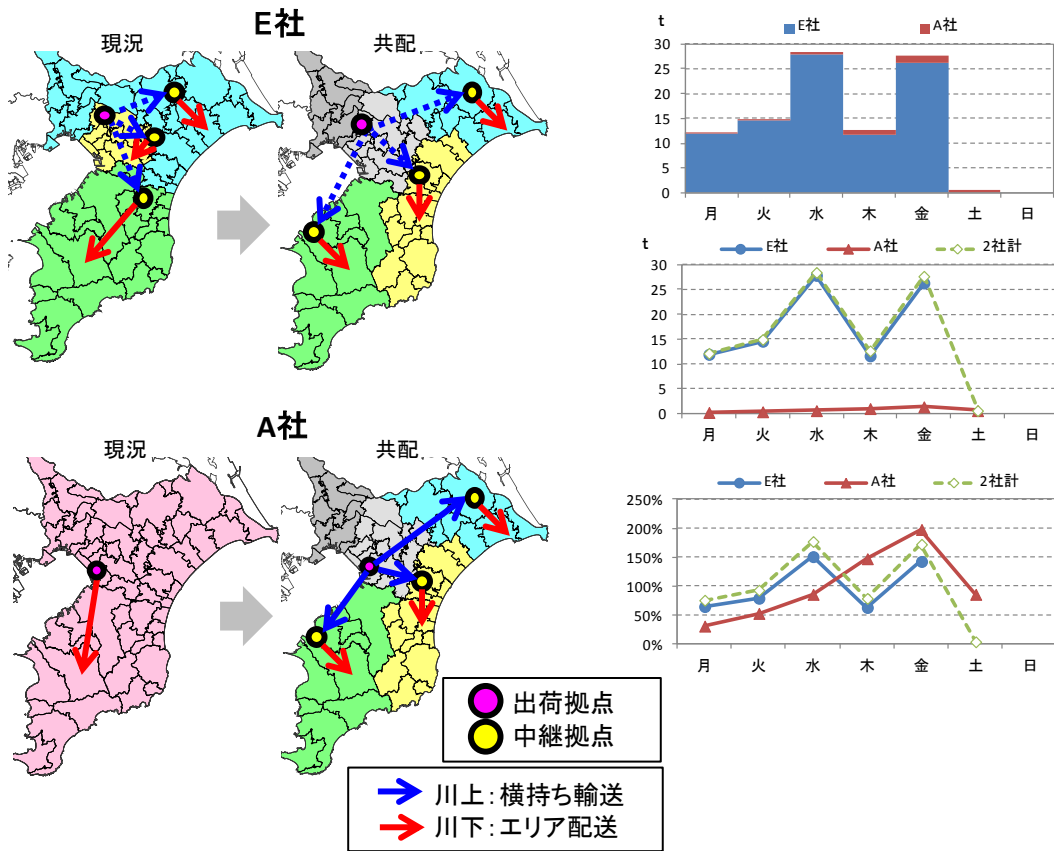 E社
現況
共配
A社
現況
共配
出荷拠点
中継拠点
川上：横持ち輸送
川下：エリア配送
t
E社
A社
30
25
20
15
10
5
0
月 火 水 木 金 土 日
t
E社
A社
2社計
30
25
20
15
10
5
0
月 火 水 木 金 土 日
E社
A社
2社計
250%
200%
150%
100%
50%
0%
月 火 水 木 金 土 日